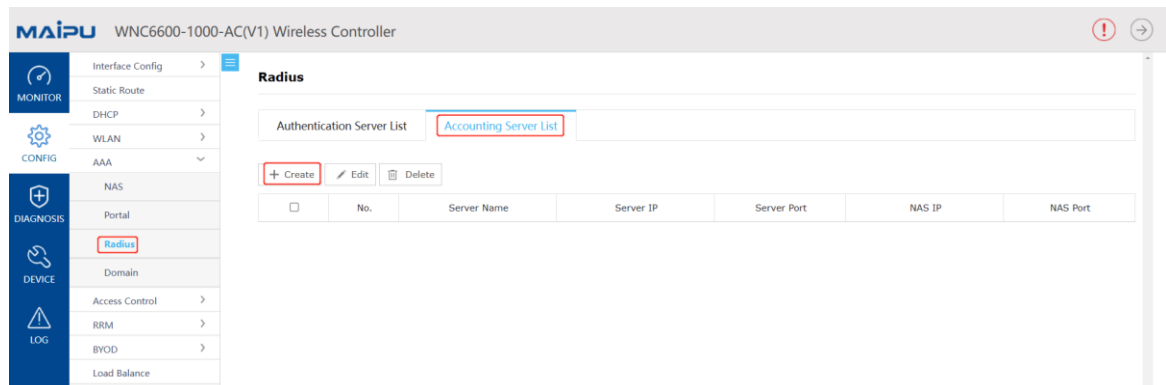 MAIPU WNC6600-1000-AC(V1) Wireless Controller
MONITOR
CONFIG
DIAGNOSIS
DEVICE
LOG
Interface Config
Static Route
DHCP
WLAN
AAA
NAS
Portal
Radius
Domain
Access Control
RRM
BYOD
Load Balance
Radius
Authentication Server List Accounting Server List
+ Create Edit Delete
No. Server Name Server IP Server Port NAS IP NAS Port